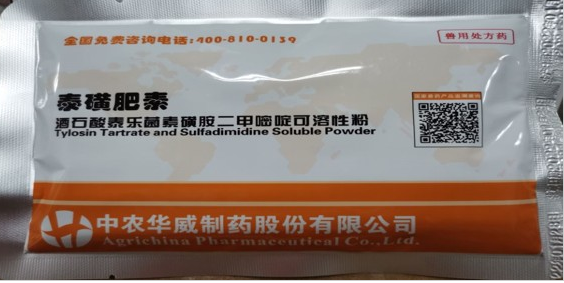 全国免费咨询电话:400-810-0139
兽用处方药
泰磺肥素
酒石酸泰乐菌素磺胺二甲嘧啶可溶性粉
Tylosin Tartrate and Sulfadimidine Soluble Powder
中农华威制药股份有限公司
Agrichina Pharmaceutical Co.,Ltd.